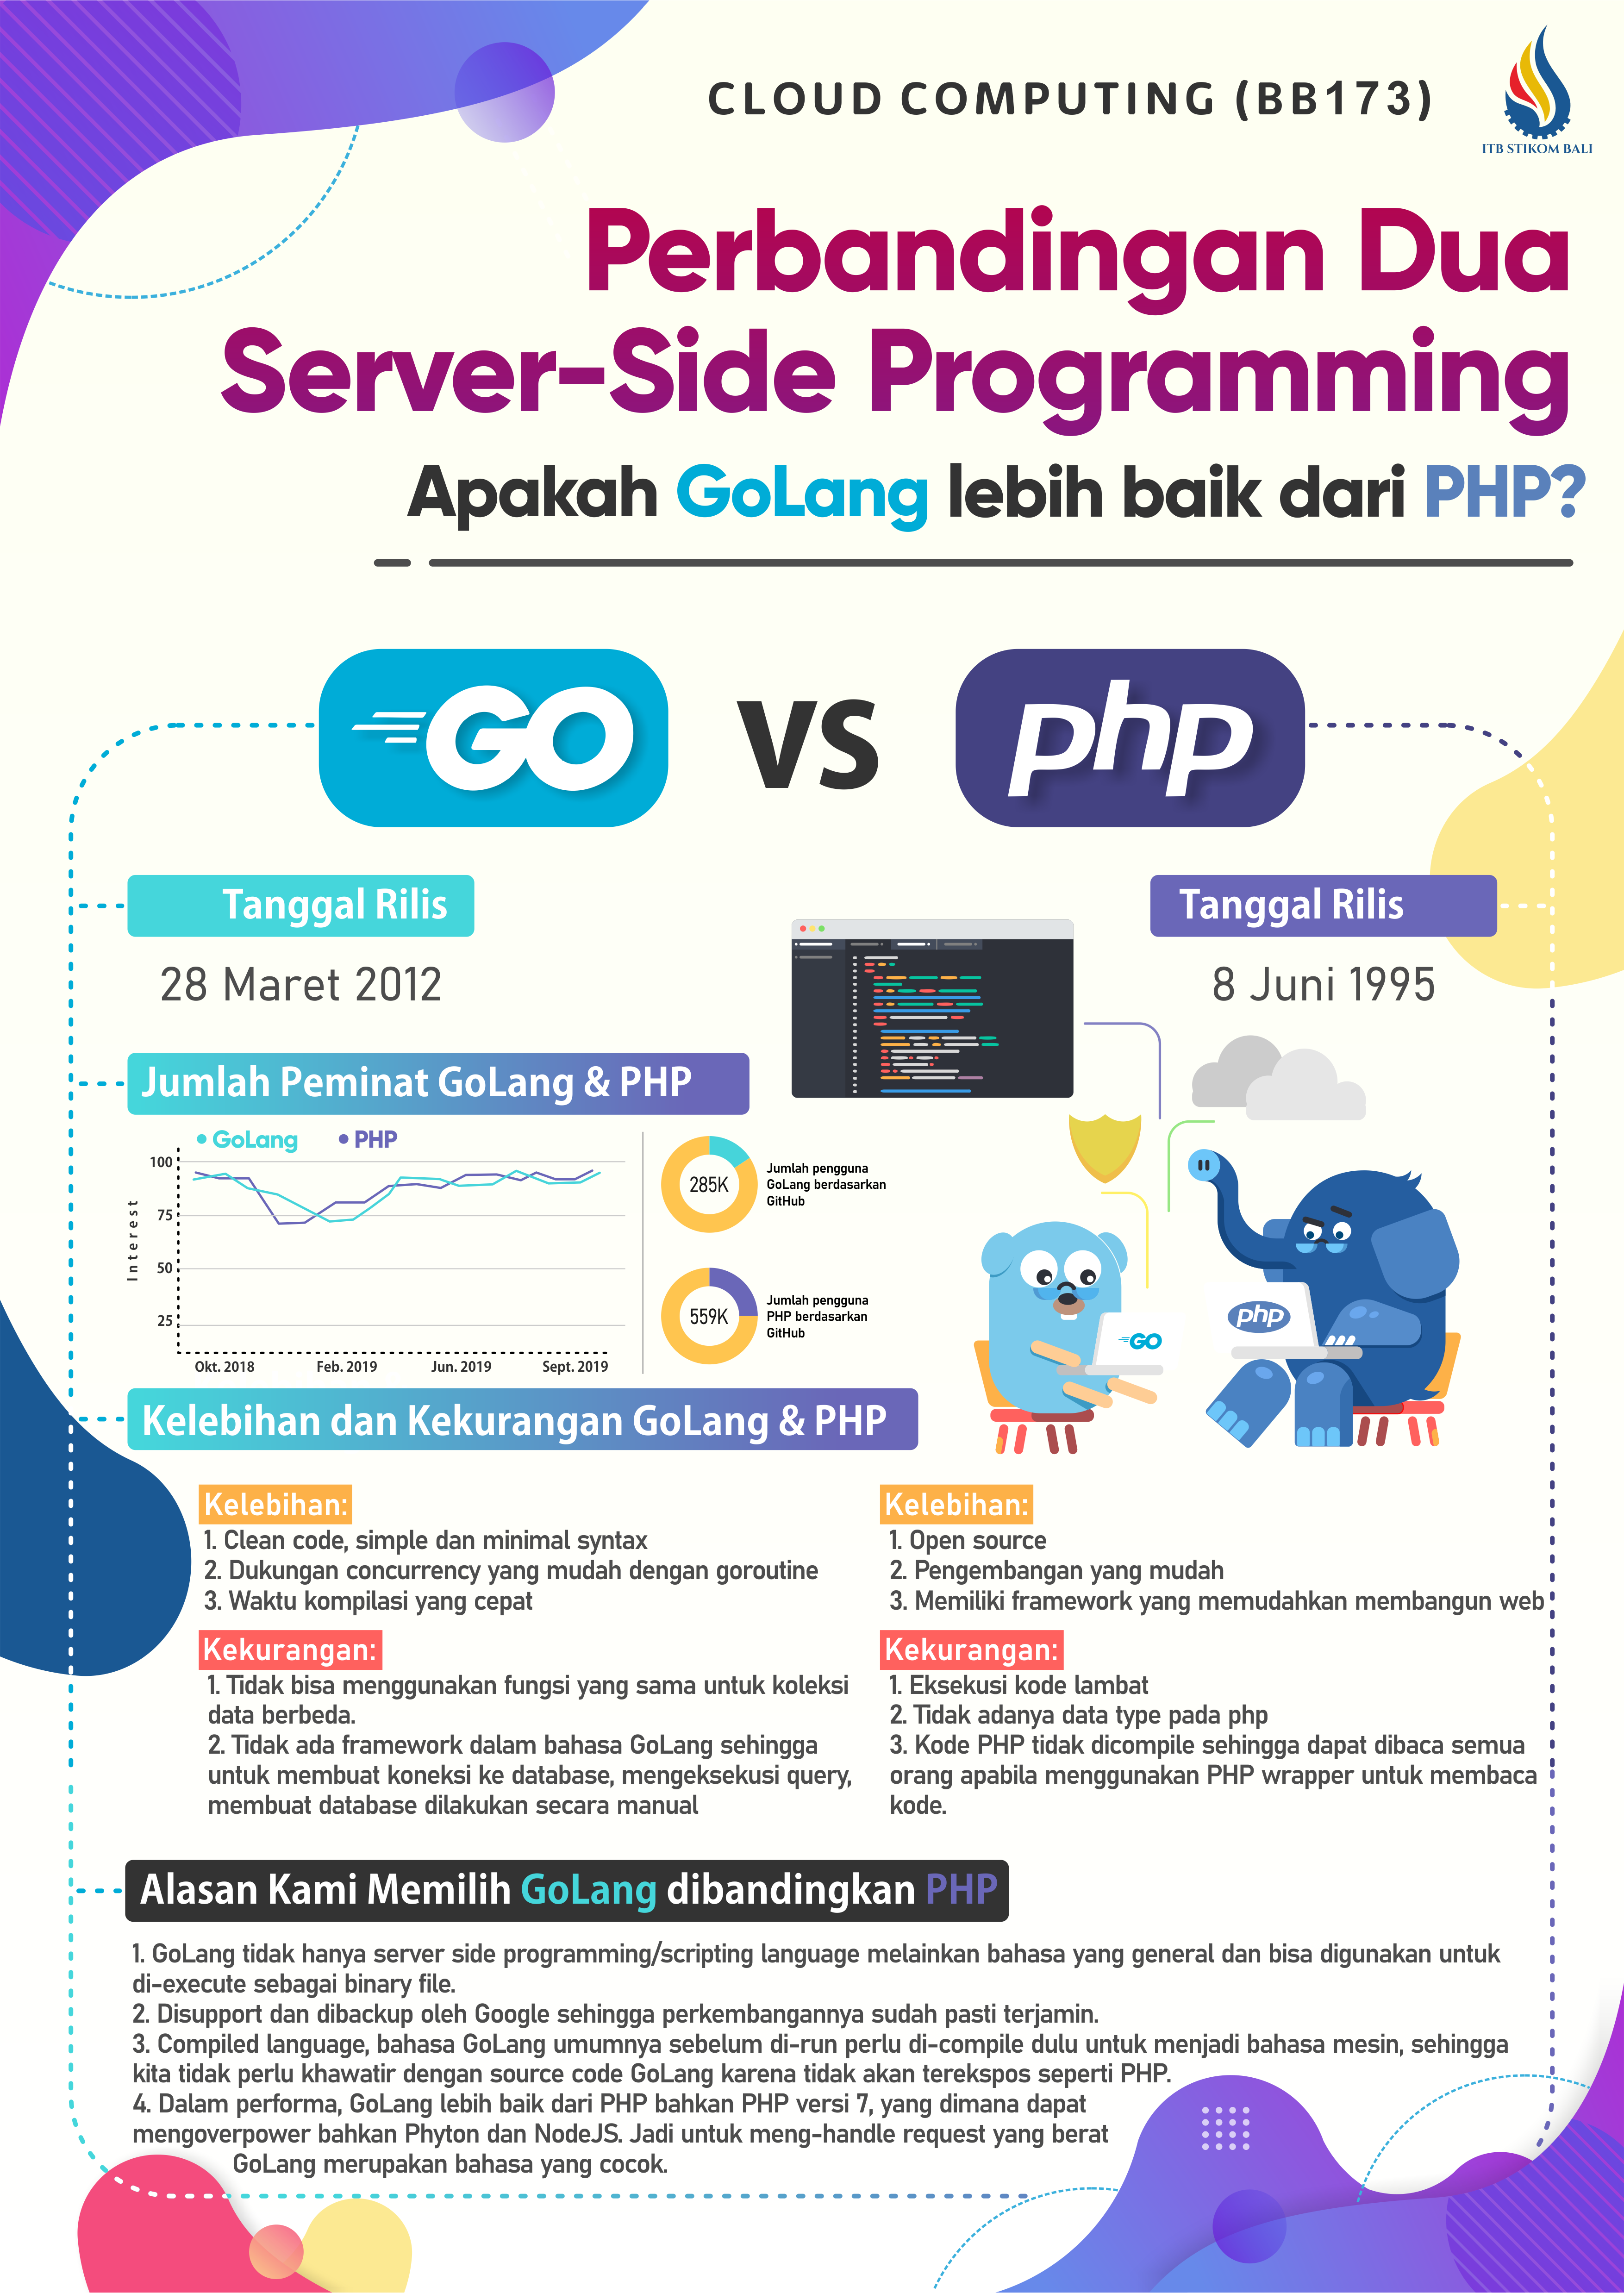 CLOUD COMPUTING (BB173)
ITB STIKOM BALI
Perbandingan Dua
Server-Side Programming
Apakah GoLang lebih baik dari PHP?
GO
VS
php
Tanggal Rilis
28 Maret 2012
Tanggal Rilis
8 Juni 1995
Jumlah Peminat GoLang & PHP
GoLang
PHP
Interest
100
75
50
25
Okt. 2018
Feb. 2019
Jun. 2019
Sept. 2019
285K
Jumlah pengguna
GoLang berdasarkan
GitHub
559K
Jumlah pengguna
PHP berdasarkan
GitHub
GO
php
Kelebihan dan Kekurangan GoLang & PHP
Kelebihan:
1. Clean code, simple dan minimal syntax
2. Dukungan concurrency yang mudah dengan goroutine
3. Waktu kompilasi yang cepat
Kekurangan:
1. Tidak bisa menggunakan fungsi yang sama untuk koleksi
data berbeda.
2. Tidak ada framework dalam bahasa GoLang sehingga
untuk membuat koneksi ke database, mengeksekusi query,
membuat database dilakukan secara manual
Kelebihan:
1. Open source
2. Pengembangan yang mudah
3. Memiliki framework yang memudahkan membangun web
Kekurangan:
1. Eksekusi kode lambat
2. Tidak adanya data type pada php
3. Kode PHP tidak dicompile sehingga dapat dibaca semua
orang apabila menggunakan PHP wrapper untuk membaca
kode.
Alasan Kami Memilih GoLang dibandingkan PHP
1. GoLang tidak hanya server side programming/scripting language melainkan bahasa yang general dan bisa digunakan untuk
di-execute sebagai binary file.
2. Disupport dan dibackup oleh Google sehingga perkembangannya sudah pasti terjamin.
3. Compiled language, bahasa GoLang umumnya sebelum di-run perlu di-compile dulu untuk menjadi bahasa mesin, sehingga
kita tidak perlu khawatir dengan source code GoLang karena tidak akan terekspos seperti PHP.
4. Dalam performa, GoLang lebih baik dari PHP bahkan PHP versi 7, yang dimana dapat
mengoverpower bahkan Phyton dan NodeJS. Jadi untuk meng-handle request yang berat
GoLang merupakan bahasa yang cocok.